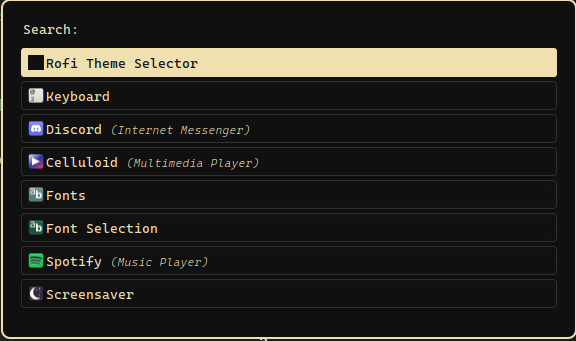 Search:
Rofi Theme Selector
Keyboard
Discord (Internet Messenger)
Celluloid (Multimedia Player)
Fonts
Font Selection
Spotify (Music Player)
Screensaver